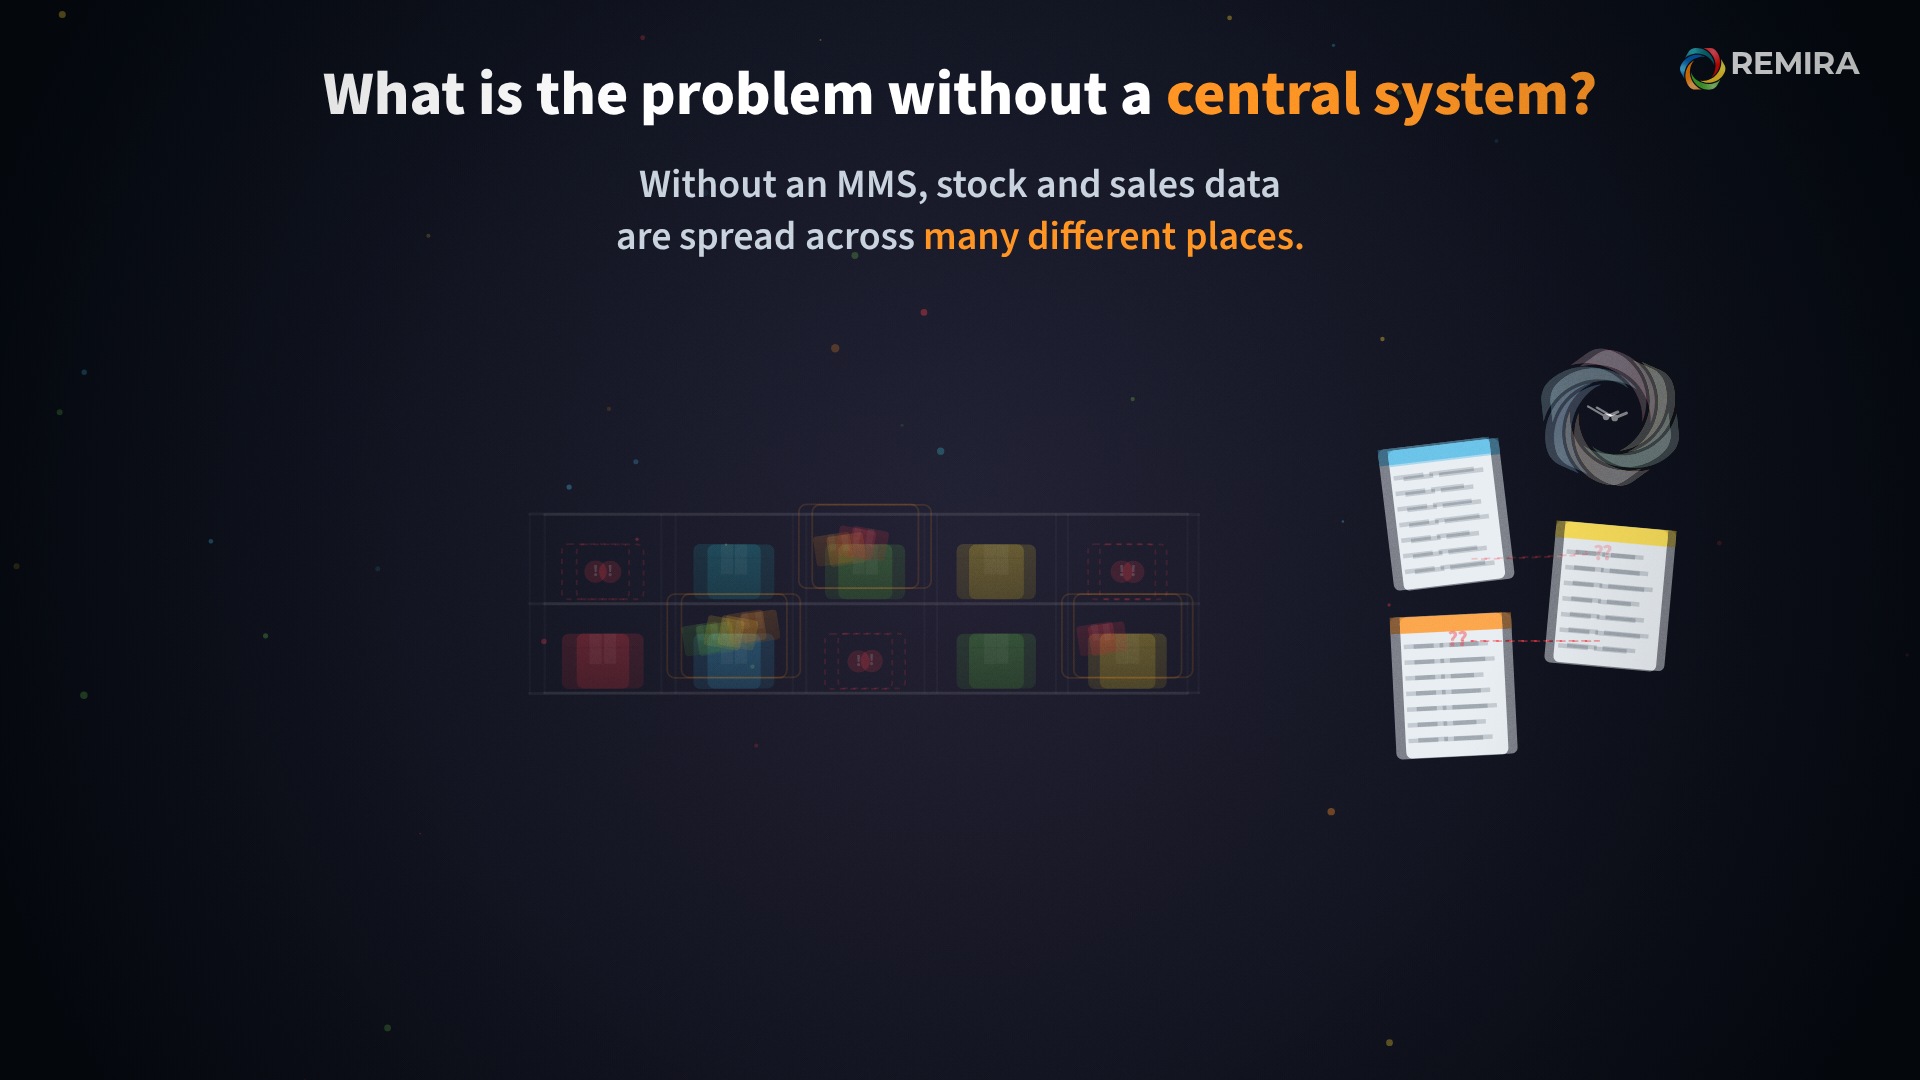 What is the problem without a central system?
REMIRA
Without an MMS, stock and sales data
are spread across many different places.
!!
!!
!!
??
??